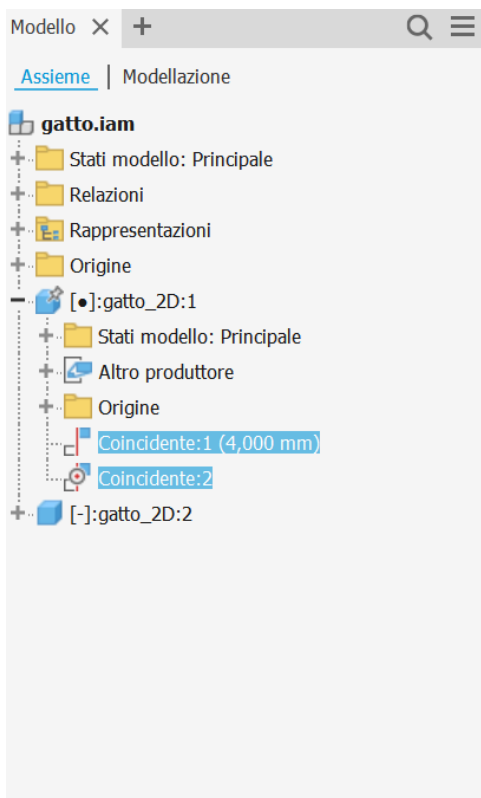 Modello
Assieme | Modellazione
gatto.iam
Stati modello: Principale
Relazioni
Rappresentazioni
Origine
[●]:gatto_2D:1
Stati modello: Principale
Altro produttore
Origine
Coincidente:1 (4,000 mm)
Coincidente:2
[-]:gatto_2D:2